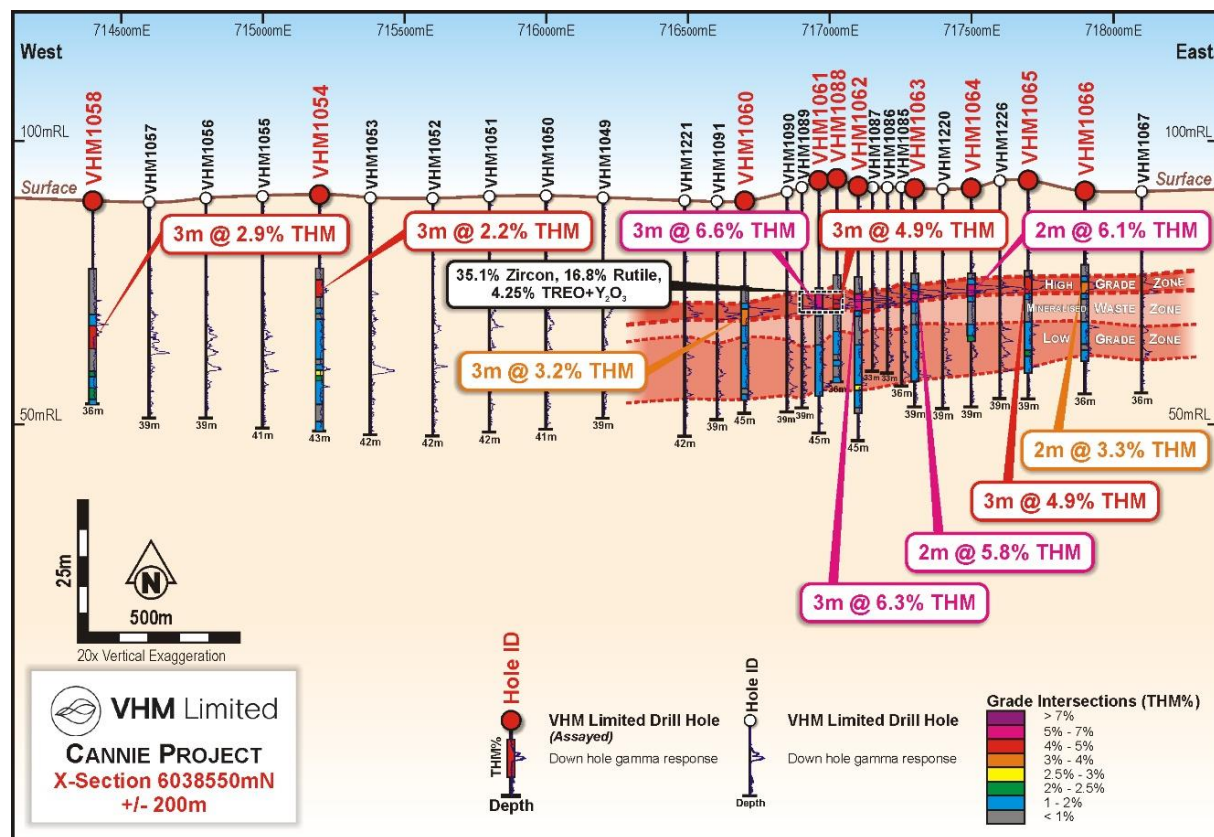 714500mE 715000mE 715500mE 716000mE 716500mE 717000mE 717500mE 718000mE
West
East
VHM1058
VHM1057
VHM1056
VHM1055
VHM1054
VHM1053
VHM1052
VHM1051
VHM1050
VHM1049
VHM1221
VHM1091
VHM1060
VHM1090
VHM1089
VHM1061
VHM1088
VHM1062
VHM1087
VHM1086
VHM1085
VHM1063
VHM1220
VHM1064
VHM1226
VHM1065
VHM1066
VHM1067
100mRL
100mRL
Surface
Surface
3m @ 2.9% THM
3m @ 2.2% THM
3m @ 6.6% THM
3m @ 4.9% THM
2m @ 6.1% THM
35.1% Zircon, 16.8% Rutile,
4.25% TREO+Y₂O₃
HIGH GRADE ZONE
MINERALISED WASTE ZONE
LOW GRADE ZONE
3m @ 3.2% THM
50mRL
50mRL
36m
39m
39m
41m
43m
42m
42m
42m
41m
39m
42m
39m
45m
39m
39m
45m
36m
45m
33m
33m
36m
39m
39m
39m
39m
39m
36m
36m
2m @ 3.3% THM
3m @ 4.9% THM
2m @ 5.8% THM
3m @ 6.3% THM
25m
N
500m
20x Vertical Exaggeration
VHM Limited
CANNIE PROJECT
X-Section 6038550mN
+/- 200m
Hole ID
THM%
Depth
VHM Limited Drill Hole
(Assayed)
Down hole gamma response
Hole ID
Depth
VHM Limited Drill Hole
Down hole gamma response
Grade Intersections (THM%)
> 7%
5% - 7%
4% - 5%
3% - 4%
2.5% - 3%
2% - 2.5%
1 - 2%
< 1%